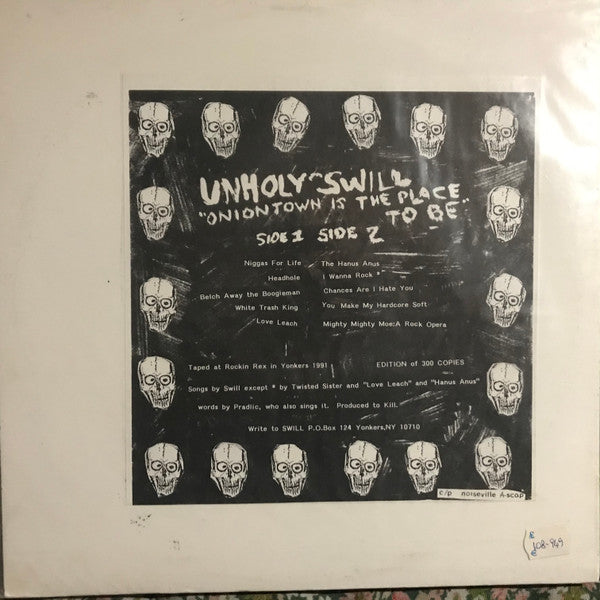 UNHOLY SWILL
"ONIONTOWN IS THE PLACE
TO BE"
SIDE 1 SIDE 2
Niggas For Life
Headhole
Belch Away the Boogieman
White Trash King
Love Leach
The Hanus Anus
I Wanna Rock *
Chances Are I Hate You
You Make My Hardcore Soft
Mighty Mighty Moe:A Rock Opera
Taped at Rockin Rex in Yonkers 1991 EDITION of 300 COPIES
Songs by Swill except * by Twisted Sister and "Love Leach" and "Hanus Anus"
words by Pradlic, who also sings it. Produced to Kill.
Write to SWILL P.O.Box 124 Yonkers,NY 10710
c/p noiseville A-scap
108-949